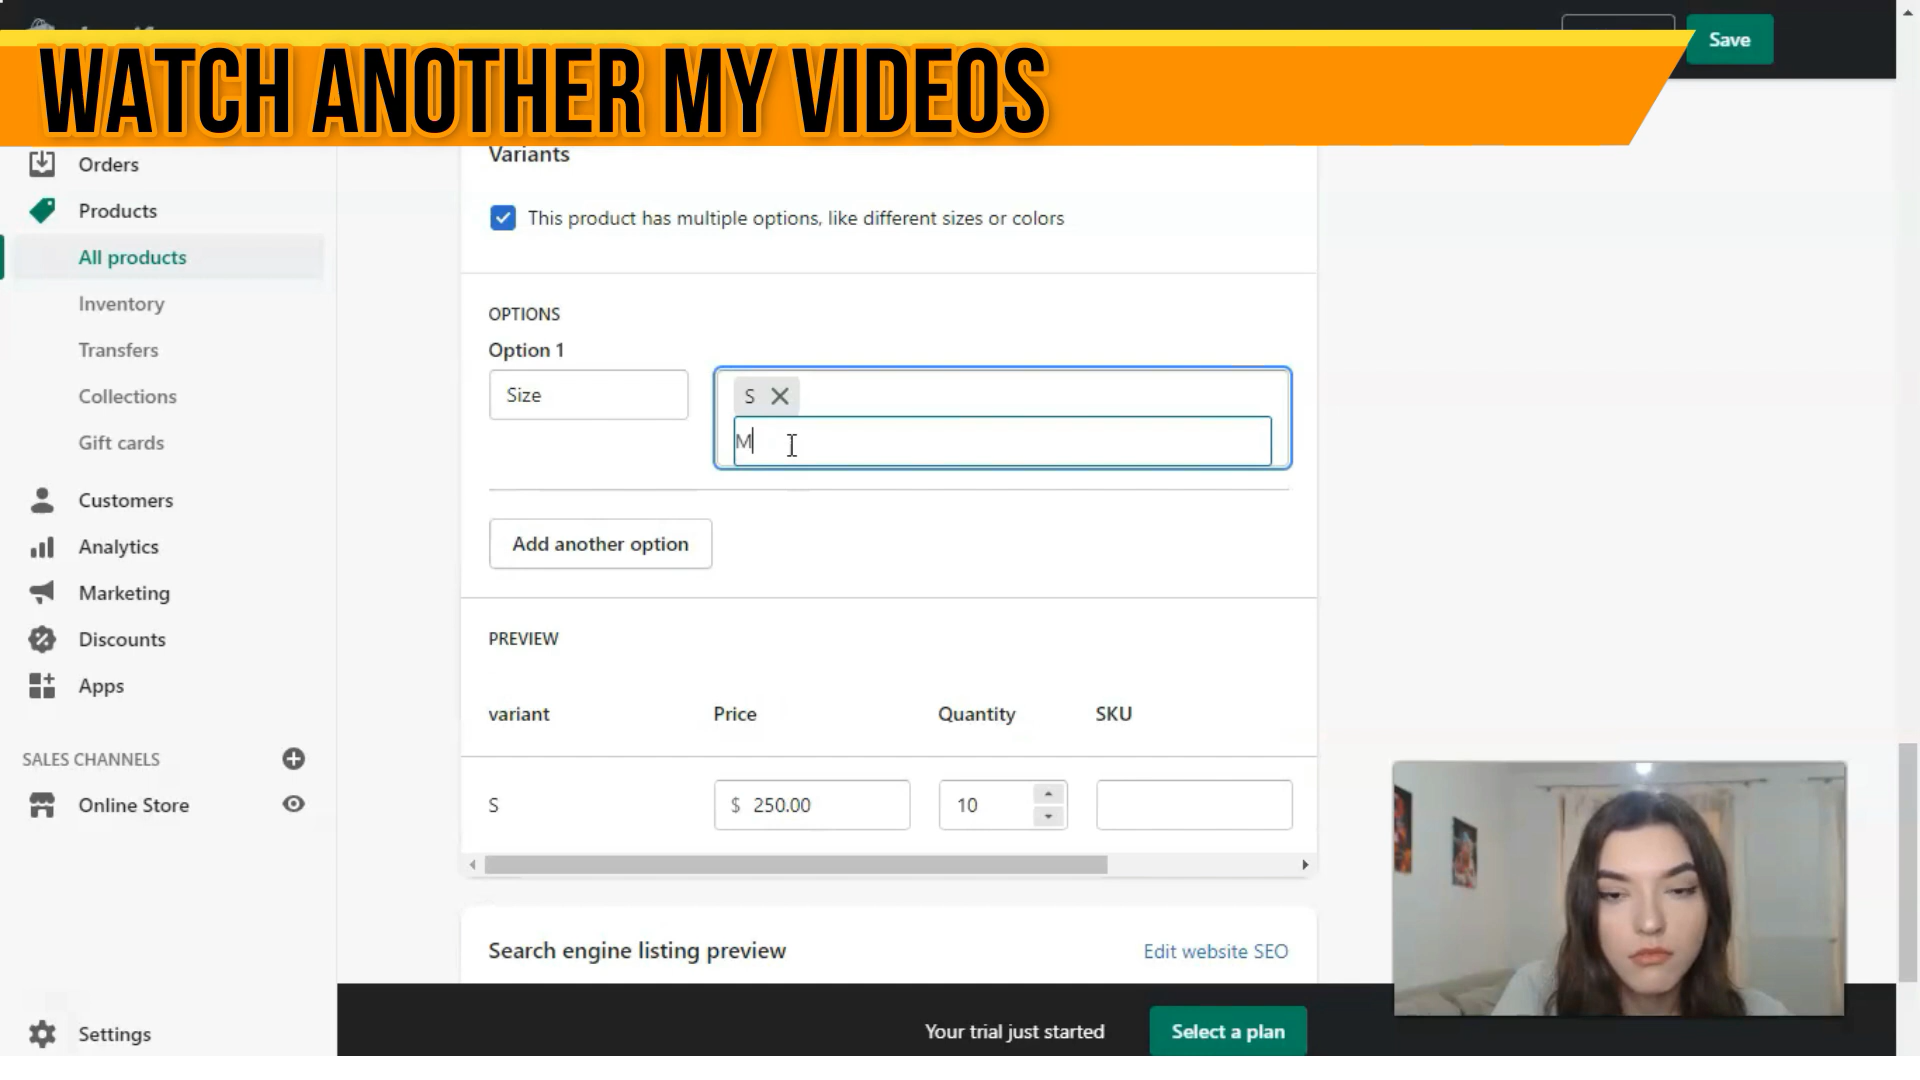 WATCH ANOTHER MY VIDEOS
Save
Orders
Products
All products
Inventory
Transfers
Collections
Gift cards
Customers
Analytics
Marketing
Discounts
Apps
SALES CHANNELS
Online Store
Settings
Variants
This product has multiple options, like different sizes or colors
OPTIONS
Option 1
Size
S
M
Add another option
PREVIEW
variant Price Quantity SKU
S $ 250.00 10
Search engine listing preview Edit website SEO
Your trial just started Select a plan